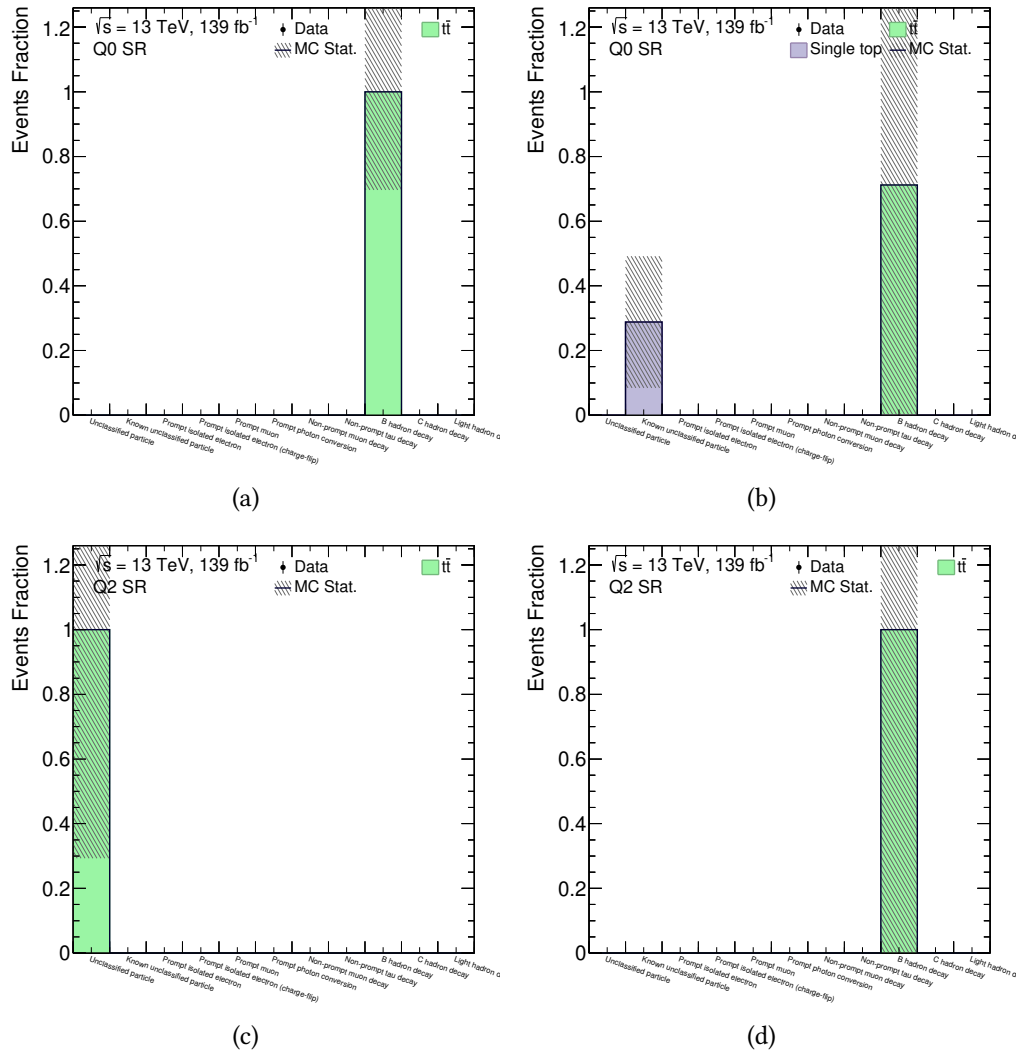 Events Fraction
√s = 13 TeV, 139 fb⁻¹
Q0 SR
Data
tt̄
MC Stat.
1.2
1
0.8
0.6
0.4
0.2
0
Unclassified particle
Known unclassified particle
Prompt isolated electron
Prompt isolated electron (charge-flip)
Prompt muon
Prompt photon conversion
Non-prompt muon decay
Non-prompt tau decay
B hadron decay
C hadron decay
Light hadron d
(a)
Events Fraction
√s = 13 TeV, 139 fb⁻¹
Q0 SR
Data
tt̄
Single top
MC Stat.
1.2
1
0.8
0.6
0.4
0.2
0
Unclassified particle
Known unclassified particle
Prompt isolated electron
Prompt isolated electron (charge-flip)
Prompt muon
Prompt photon conversion
Non-prompt muon decay
Non-prompt tau decay
B hadron decay
C hadron decay
Light hadron d
(b)
Events Fraction
√s = 13 TeV, 139 fb⁻¹
Q2 SR
Data
tt̄
MC Stat.
1.2
1
0.8
0.6
0.4
0.2
0
Unclassified particle
Known unclassified particle
Prompt isolated electron
Prompt isolated electron (charge-flip)
Prompt muon
Prompt photon conversion
Non-prompt muon decay
Non-prompt tau decay
B hadron decay
C hadron decay
Light hadron d
(c)
Events Fraction
√s = 13 TeV, 139 fb⁻¹
Q2 SR
Data
tt̄
MC Stat.
1.2
1
0.8
0.6
0.4
0.2
0
Unclassified particle
Known unclassified particle
Prompt isolated electron
Prompt isolated electron (charge-flip)
Prompt muon
Prompt photon conversion
Non-prompt muon decay
Non-prompt tau decay
B hadron decay
C hadron decay
Light hadron d
(d)